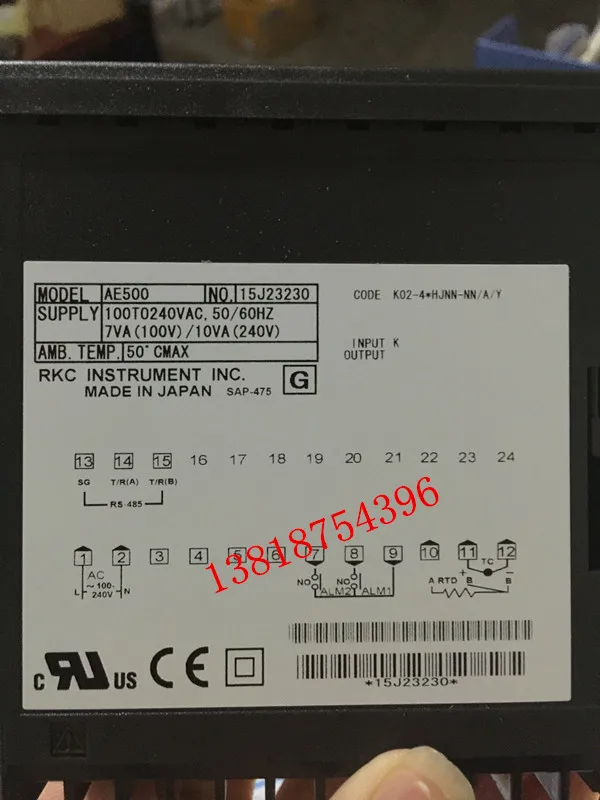 MODEL AE500 NO. 15J23230
CODE K02-4*HJNN-NN/A/Y
SUPPLY 100TO240VAC, 50/60HZ
7VA(100V)/10VA(240V)
INPUT K
OUTPUT
AMB. TEMP. 50°CMAX
RKC INSTRUMENT INC. G
MADE IN JAPAN SAP-475
13 14 15 16 17 18 19 20 21 22 23 24
SG T/R(A) T/R(B)
RS-485
13818754396
1 2 3 4 5 6 7 8 9 10 11 12
AC
~100-
240V
L N
NO NO
ALM2 ALM1
TC
+ -
A RTD B B
c RU US CE
*15J23230*